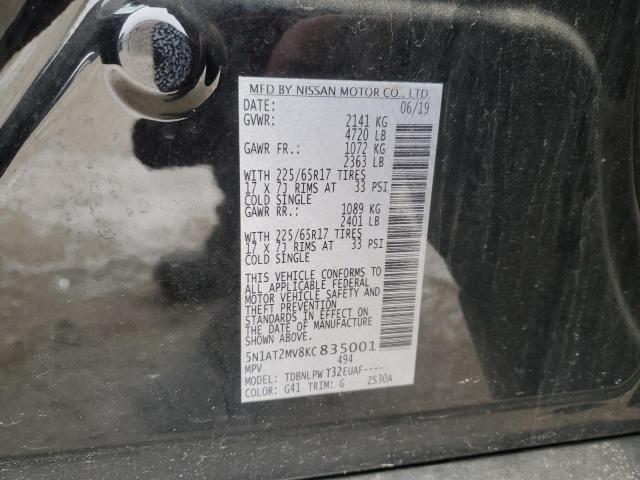 MFD BY NISSAN MOTOR CO., LTD.
DATE: 06/19
GVWR: 2141 KG
4720 LB
GAWR FR.: 1072 KG
2363 LB
WITH 225/65R17 TIRES
17 X 7J RIMS AT 33 PSI
COLD SINGLE
GAWR RR.: 1089 KG
2401 LB
WITH 225/65R17 TIRES
17 X 7J RIMS AT 33 PSI
COLD SINGLE
THIS VEHICLE CONFORMS TO
ALL APPLICABLE FEDERAL
MOTOR VEHICLE SAFETY AND
THEFT PREVENTION
STANDARDS IN EFFECT ON
THE DATE OF MANUFACTURE
SHOWN ABOVE.
5N1AT2MV8KC835001
MPV 494
MODEL: TDBNLPW T32EUAF----
COLOR: G41 TRIM: G 2S30A